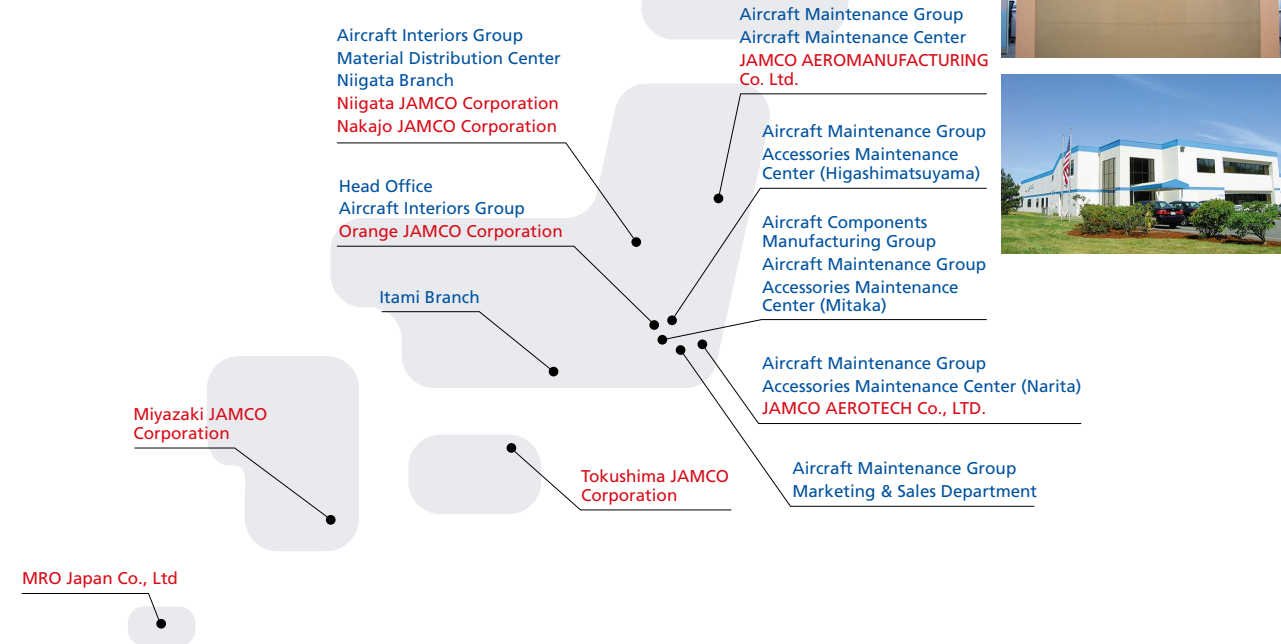 Aircraft Interiors Group
Material Distribution Center
Niigata Branch
Niigata JAMCO Corporation
Nakajo JAMCO Corporation
Aircraft Maintenance Group
Aircraft Maintenance Center
JAMCO AEROMANUFACTURING
Co. Ltd.
Head Office
Aircraft Interiors Group
Orange JAMCO Corporation
Aircraft Maintenance Group
Accessories Maintenance
Center (Higashimatsuyama)
Aircraft Components
Manufacturing Group
Aircraft Maintenance Group
Accessories Maintenance
Center (Mitaka)
Itami Branch
Aircraft Maintenance Group
Accessories Maintenance Center (Narita)
JAMCO AEROTECH Co., LTD.
Miyazaki JAMCO
Corporation
Tokushima JAMCO
Corporation
Aircraft Maintenance Group
Marketing & Sales Department
MRO Japan Co., Ltd